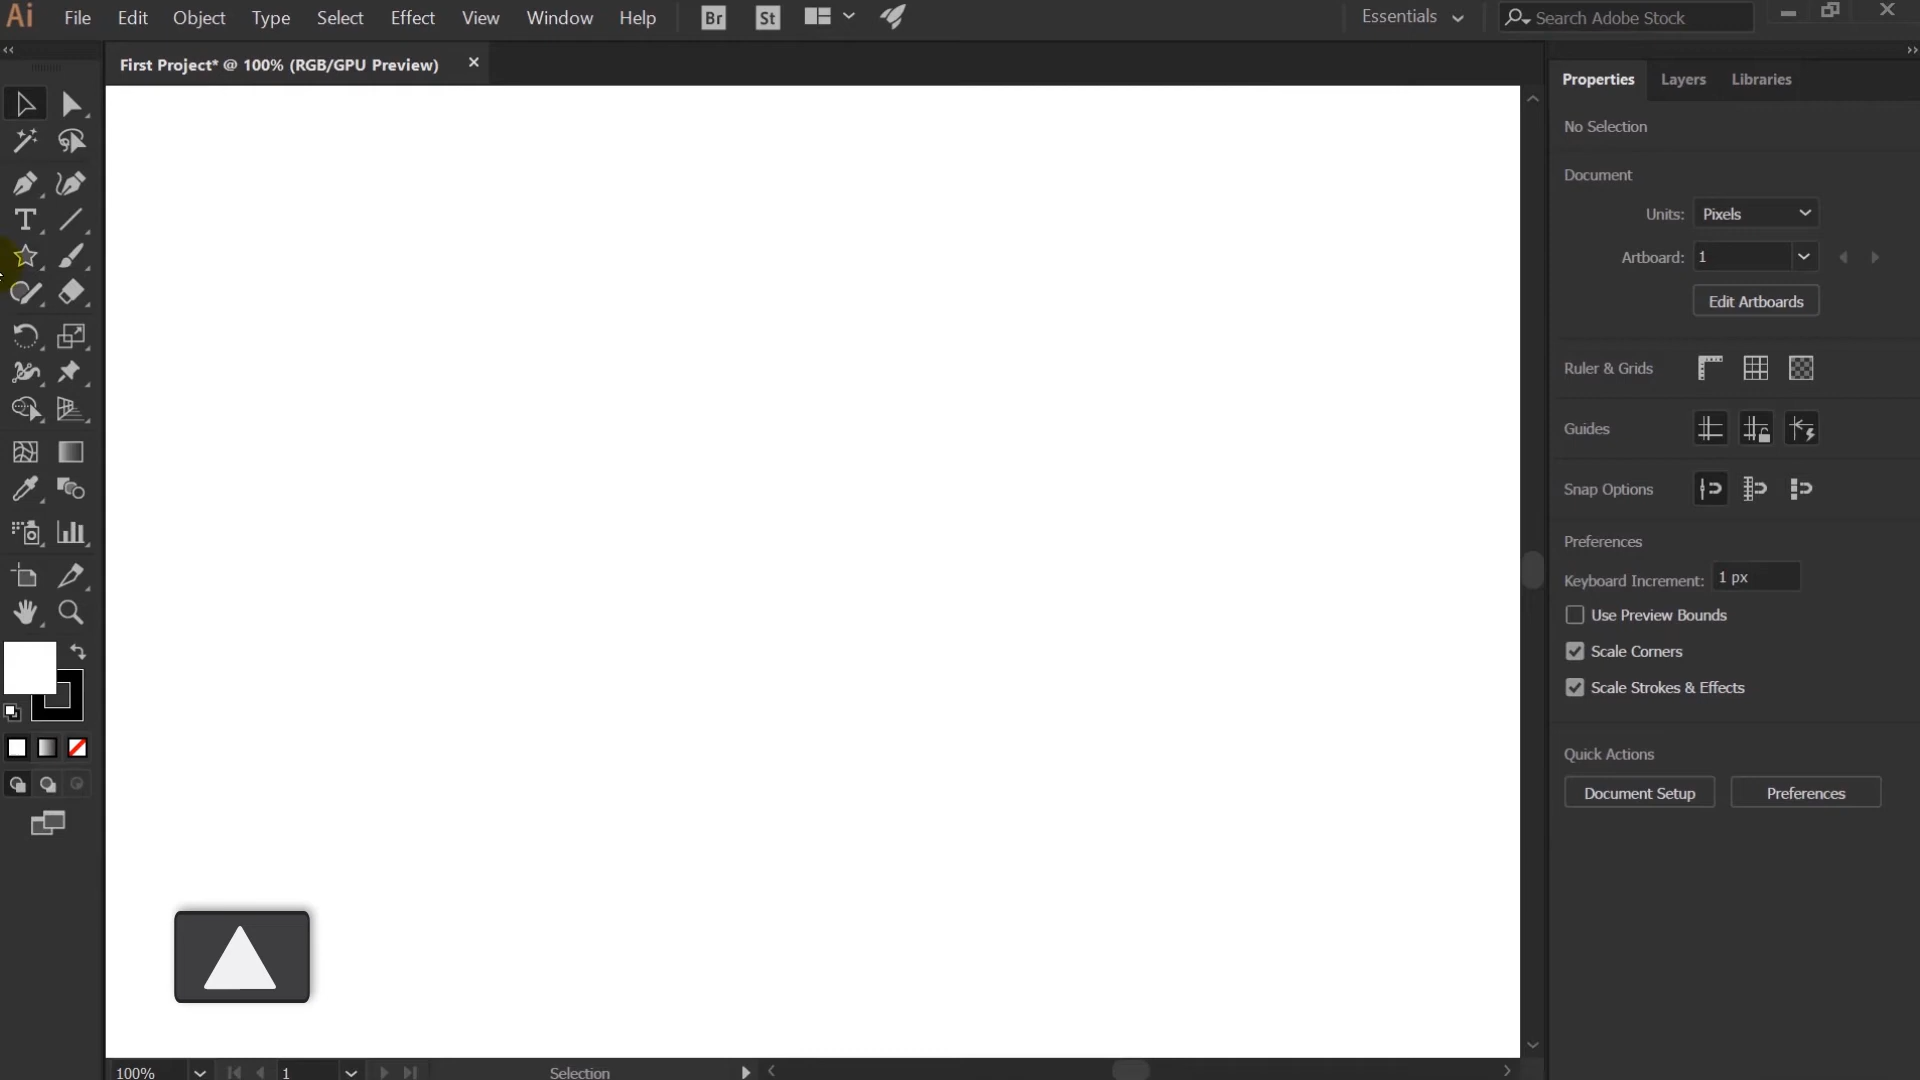 Ai File Edit Object Type Select Effect View Window Help Br St Essentials Search Adobe Stock
First Project* @ 100% (RGB/GPU Preview)
Properties Layers Libraries
No Selection
Document
Units: Pixels
Artboard: 1
Edit Artboards
Ruler & Grids
Guides
Snap Options
Preferences
Keyboard Increment: 1 px
Use Preview Bounds
Scale Corners
Scale Strokes & Effects
Quick Actions
Document Setup Preferences
100% 1 Selection